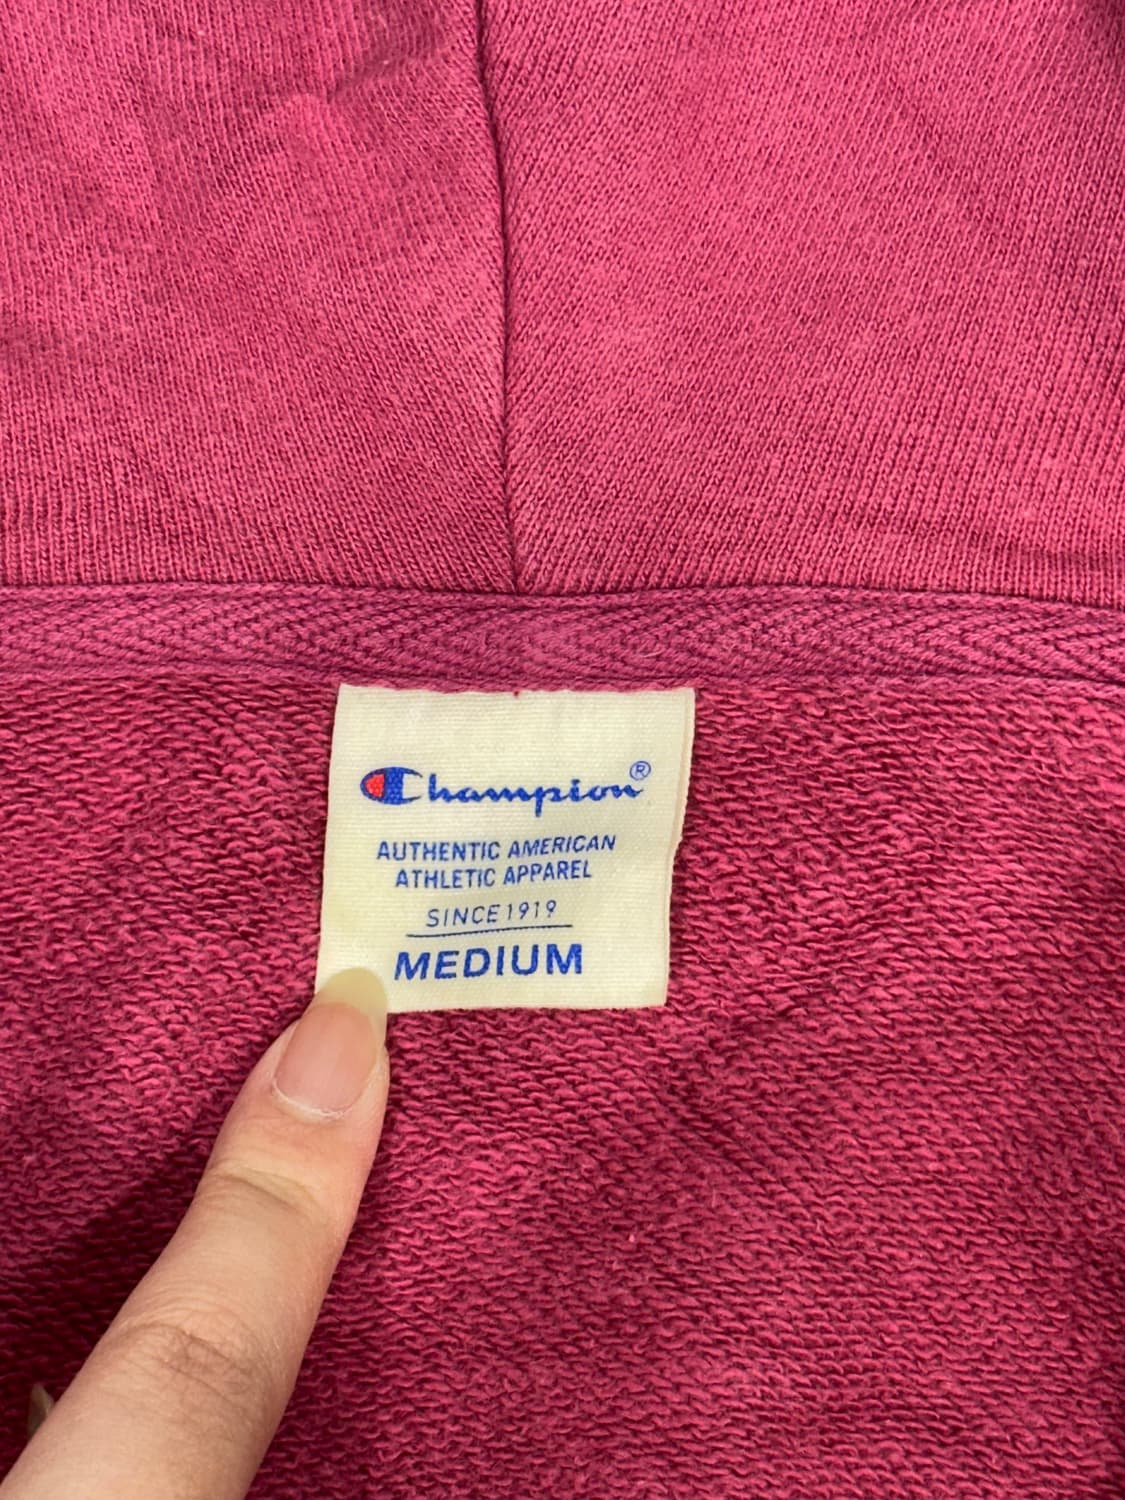 Champion®
AUTHENTIC AMERICAN
ATHLETIC APPAREL
SINCE 1919
MEDIUM